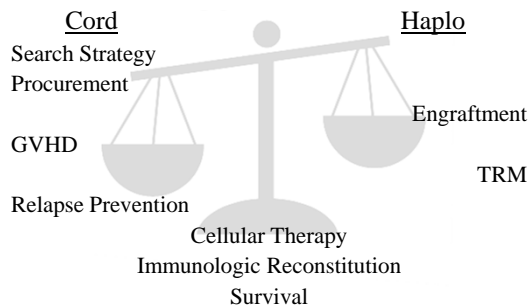 Cord
Haplo
Search Strategy
Procurement
Engraftment
GVHD
TRM
Relapse Prevention
Cellular Therapy
Immunologic Reconstitution
Survival